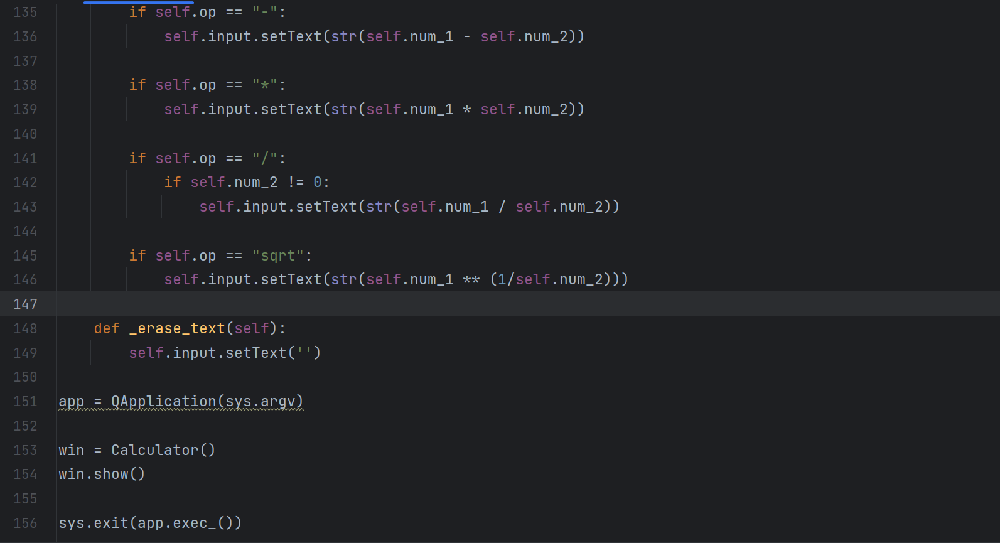 135 if self.op == "-":
136 self.input.setText(str(self.num_1 - self.num_2))
137
138 if self.op == "*":
139 self.input.setText(str(self.num_1 * self.num_2))
140
141 if self.op == "/":
142 if self.num_2 != 0:
143 self.input.setText(str(self.num_1 / self.num_2))
144
145 if self.op == "sqrt":
146 self.input.setText(str(self.num_1 ** (1/self.num_2)))
147
148 def _erase_text(self):
149 self.input.setText('')
150
151 app = QApplication(sys.argv)
152
153 win = Calculator()
154 win.show()
155
156 sys.exit(app.exec_())